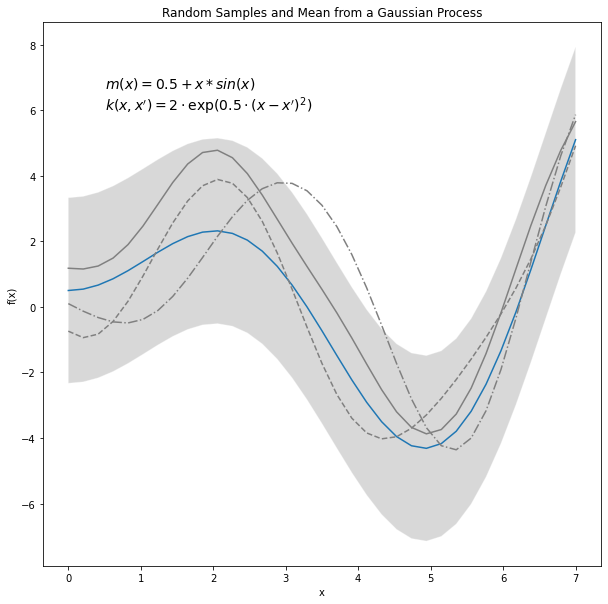 Random Samples and Mean from a Gaussian Process
m(x) = 0.5 + x * sin(x)
k(x, x′) = 2 · exp(0.5 · (x − x′)²)
f(x)
8
6
4
2
0
−2
−4
−6
0 1 2 3 4 5 6 7
x